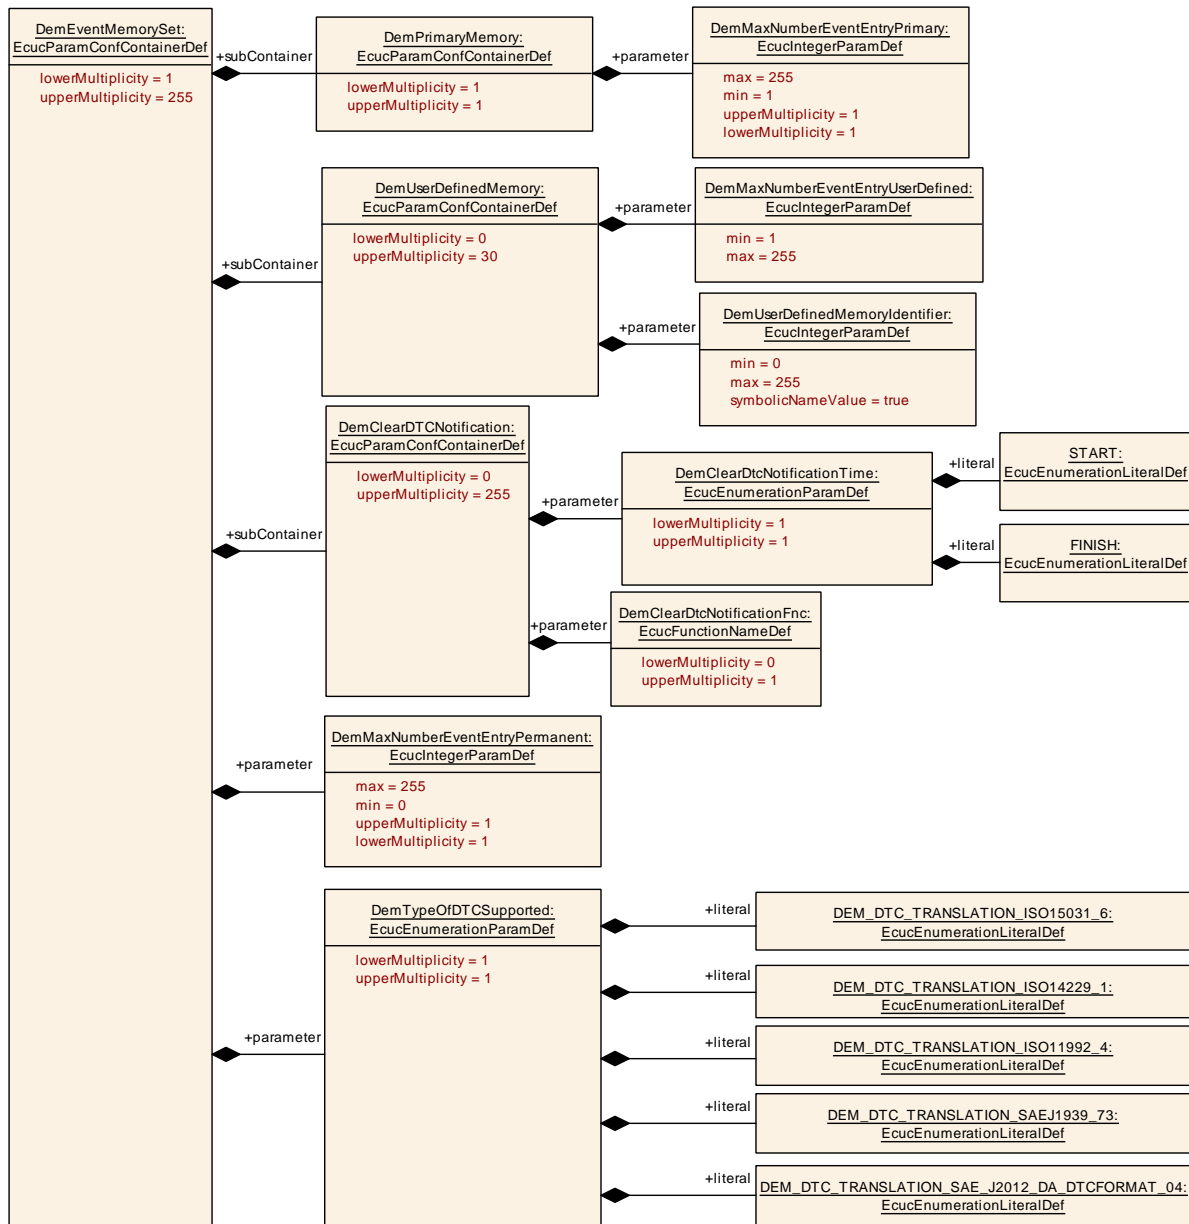 DemEventMemorySet:
EcucParamConfContainerDef
lowerMultiplicity = 1
upperMultiplicity = 255
+subContainer
DemPrimaryMemory:
EcucParamConfContainerDef
lowerMultiplicity = 1
upperMultiplicity = 1
+parameter
DemMaxNumberEventEntryPrimary:
EcucIntegerParamDef
max = 255
min = 1
upperMultiplicity = 1
lowerMultiplicity = 1
+subContainer
DemUserDefinedMemory:
EcucParamConfContainerDef
lowerMultiplicity = 0
upperMultiplicity = 30
+parameter
DemMaxNumberEventEntryUserDefined:
EcucIntegerParamDef
min = 1
max = 255
+parameter
DemUserDefinedMemoryIdentifier:
EcucIntegerParamDef
min = 0
max = 255
symbolicNameValue = true
+subContainer
DemClearDTCNotification:
EcucParamConfContainerDef
lowerMultiplicity = 0
upperMultiplicity = 255
+parameter
DemClearDtcNotificationTime:
EcucEnumerationParamDef
lowerMultiplicity = 1
upperMultiplicity = 1
+literal
START:
EcucEnumerationLiteralDef
+literal
FINISH:
EcucEnumerationLiteralDef
+parameter
DemClearDtcNotificationFnc:
EcucFunctionNameDef
lowerMultiplicity = 0
upperMultiplicity = 1
+parameter
DemMaxNumberEventEntryPermanent:
EcucIntegerParamDef
max = 255
min = 0
upperMultiplicity = 1
lowerMultiplicity = 1
+parameter
DemTypeOfDTCSupported:
EcucEnumerationParamDef
lowerMultiplicity = 1
upperMultiplicity = 1
+literal
DEM_DTC_TRANSLATION_ISO15031_6:
EcucEnumerationLiteralDef
+literal
DEM_DTC_TRANSLATION_ISO14229_1:
EcucEnumerationLiteralDef
+literal
DEM_DTC_TRANSLATION_ISO11992_4:
EcucEnumerationLiteralDef
+literal
DEM_DTC_TRANSLATION_SAEJ1939_73:
EcucEnumerationLiteralDef
+literal
DEM_DTC_TRANSLATION_SAE_J2012_DA_DTCFORMAT_04:
EcucEnumerationLiteralDef